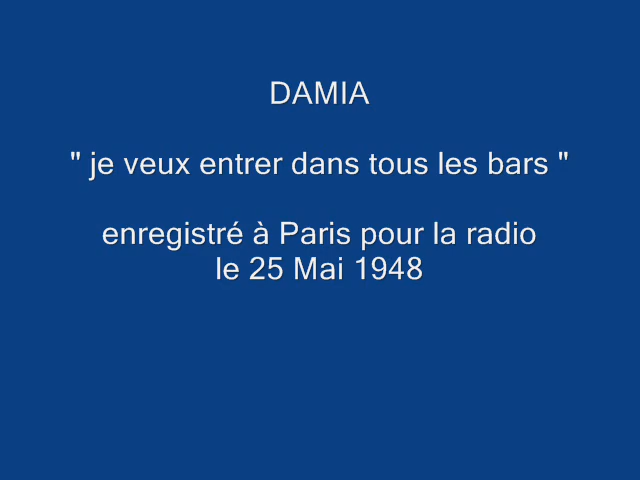 DAMIA
" je veux entrer dans tous les bars "
enregistré à Paris pour la radio
le 25 Mai 1948